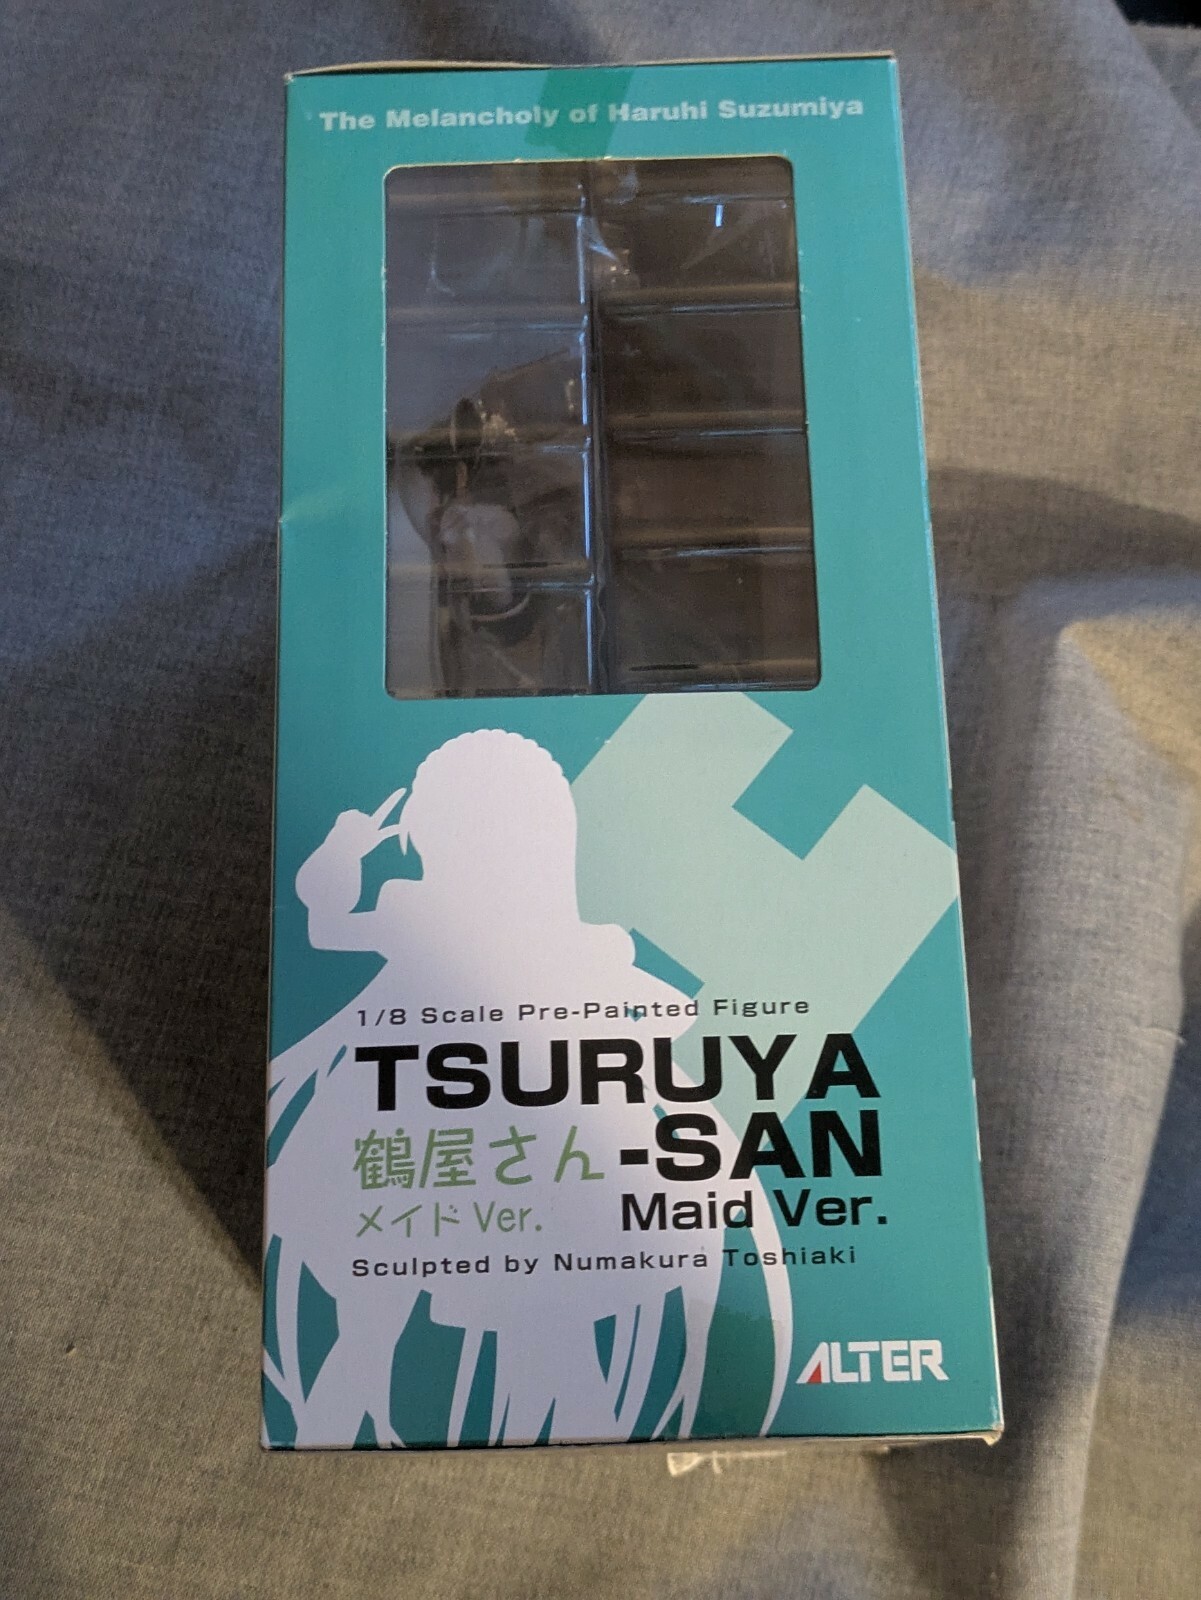 The Melancholy of Haruhi Suzumiya
1/8 Scale Pre-Painted Figure
TSURUYA
鶴屋さん -SAN
メイド Ver. Maid Ver.
Sculpted by Numakura Toshiaki
ALTER